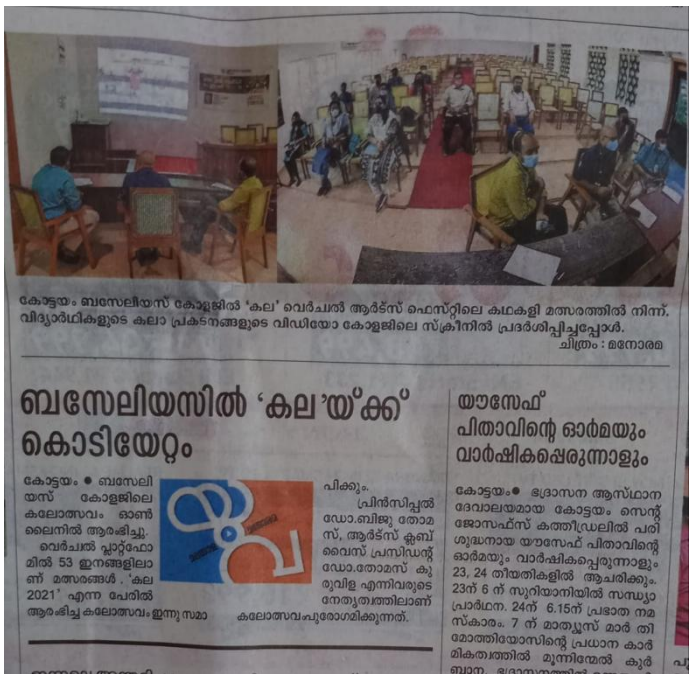 കോട്ടയം ബസേലിയസ് കോളജിൽ ‘കല’ വെർച്വൽ ആർട്സ് ഫെസ്റ്റിലെ കഥകളി മത്സരത്തിൽ നിന്ന്.
വിദ്യാർഥികളുടെ കലാ പ്രകടനങ്ങളുടെ വിഡിയോ കോളജിലെ സ്ക്രീനിൽ പ്രദർശിപ്പിച്ചപ്പോൾ.
ചിത്രം : മനോരമ
ബസേലിയസിൽ ‘കല’യ്ക്ക്
കൊടിയേറ്റം
കോട്ടയം ● ബസേലി
യസ് കോളജിലെ
കലോത്സവം ഓൺ
ലൈനിൽ ആരംഭിച്ചു.
വെർച്വൽ പ്ലാറ്റ്ഫോ
മിൽ 53 ഇനങ്ങളിലാ
ണ് മത്സരങ്ങൾ . ‘കല
2021’ എന്ന പേരിൽ
ആരംഭിച്ച കലോത്സവം ഇന്നു സമാ
പിക്കും.
പ്രിൻസിപ്പൽ
ഡോ.ബിജു തോമ
സ്, ആർട്സ് ക്ലബ്
വൈസ് പ്രസിഡന്റ്
ഡോ.തോമസ് കു
രുവിള എന്നിവരുടെ
നേതൃത്വത്തിലാണ്
കലോത്സവംപുരോഗമിക്കുന്നത്.
യൗസേഫ്
പിതാവിന്റെ ഓർമയും
വാർഷികപ്പെരുന്നാളും
കോട്ടയം● ഭദ്രാസന ആസ്ഥാന
ദേവാലയമായ കോട്ടയം സെന്റ്
ജോസഫ്സ് കത്തീഡ്രലിൽ പരി
ശുദ്ധനായ യൗസേഫ് പിതാവിന്റെ
ഓർമയും വാർഷികപ്പെരുന്നാളും
23, 24 തീയതികളിൽ ആചരിക്കും.
23ന് 6 ന് സുറിയാനിയിൽ സന്ധ്യാ
പ്രാർഥന. 24ന് 6.15ന് പ്രഭാത നമ
സ്കാരം. 7 ന് മാത്യൂസ് മാർ തി
മോത്തിയോസിന്റെ പ്രധാന കാർ
മികത്വത്തിൽ മൂന്നിന്മേൽ കുർ